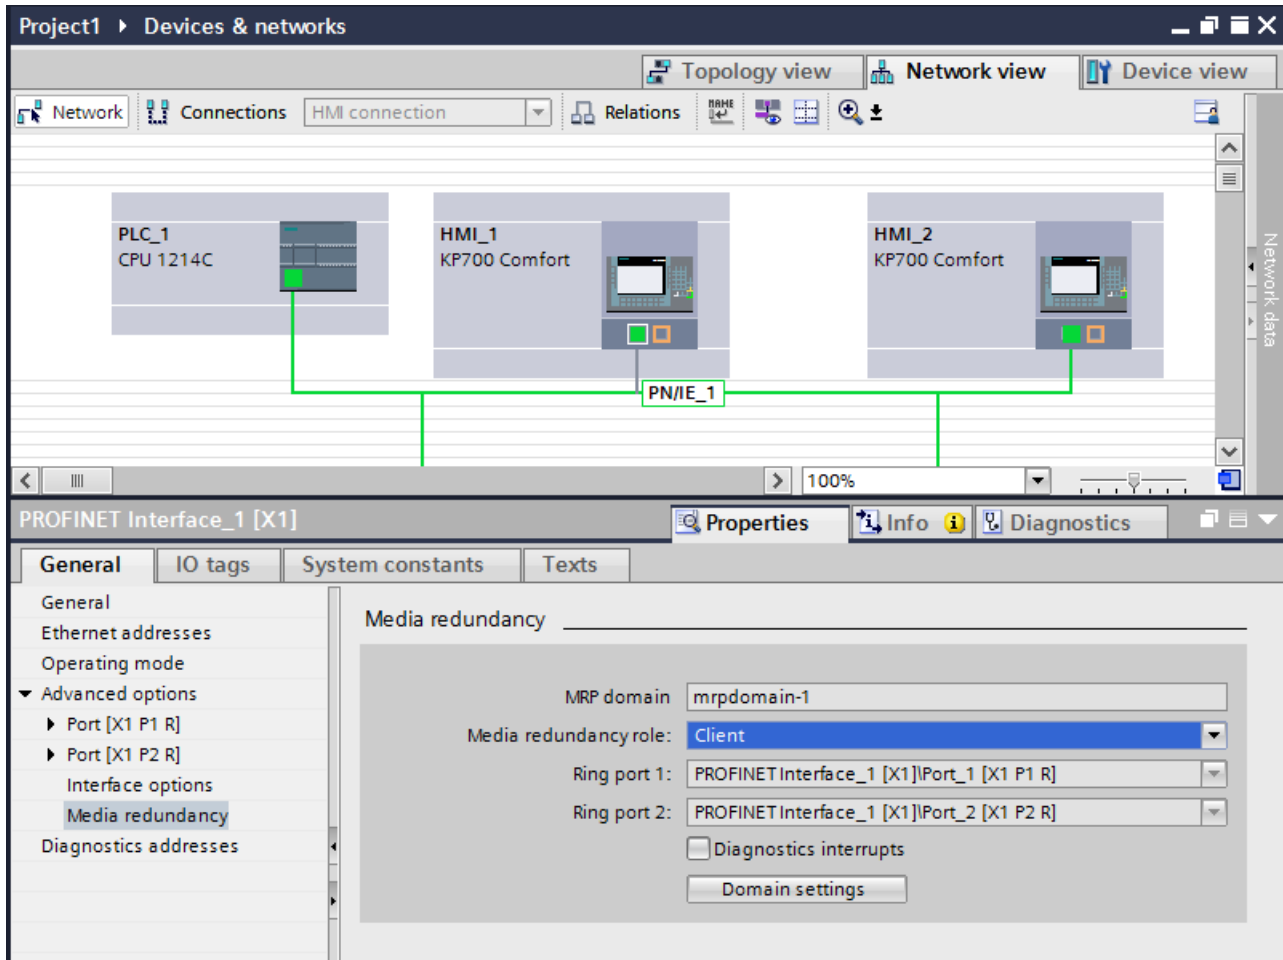 Project1 ▸ Devices & networks
Topology view
Network view
Device view
Network
Connections
HMI connection
Relations
NAME
PLC_1
CPU 1214C
HMI_1
KP700 Comfort
HMI_2
KP700 Comfort
PN/IE_1
Network data
100%
PROFINET Interface_1 [X1]
Properties
Info
Diagnostics
General
IO tags
System constants
Texts
General
Ethernet addresses
Operating mode
Advanced options
Port [X1 P1 R]
Port [X1 P2 R]
Interface options
Media redundancy
Diagnostics addresses
Media redundancy
MRP domain mrpdomain-1
Media redundancy role: Client
Ring port 1: PROFINET Interface_1 [X1]\Port_1 [X1 P1 R]
Ring port 2: PROFINET Interface_1 [X1]\Port_2 [X1 P2 R]
Diagnostics interrupts
Domain settings